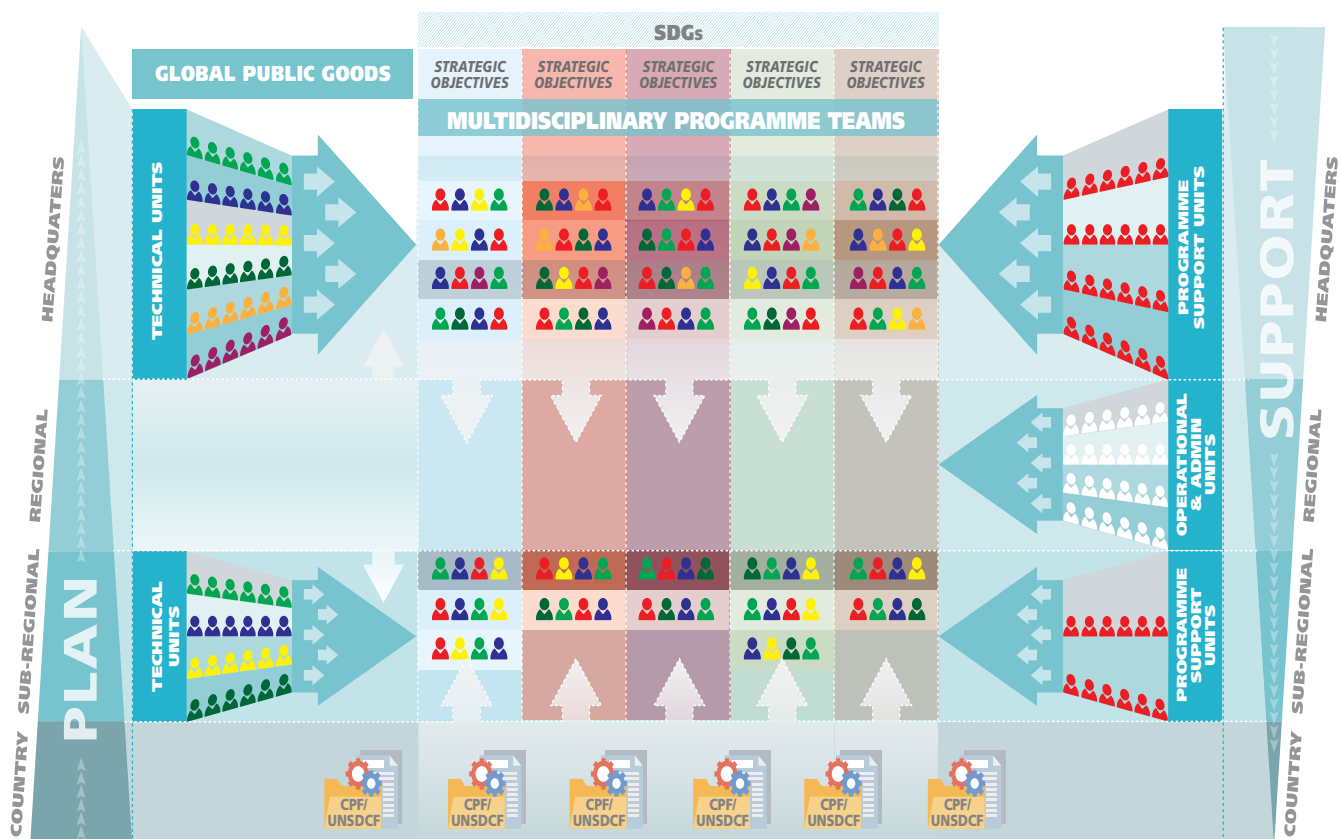 SDGs
GLOBAL PUBLIC GOODS
STRATEGIC
OBJECTIVES
STRATEGIC
OBJECTIVES
STRATEGIC
OBJECTIVES
STRATEGIC
OBJECTIVES
STRATEGIC
OBJECTIVES
MULTIDISCIPLINARY PROGRAMME TEAMS
HEADQUATERS
TECHNICAL UNITS
PROGRAMME
SUPPORT UNITS
SUPPORT
HEADQUATERS
REGIONAL
OPERATIONAL
& ADMIN
UNITS
REGIONAL
SUB-REGIONAL
PLAN
TECHNICAL
UNITS
PROGRAMME
SUPPORT
UNITS
SUB-REGIONAL
COUNTRY
CPF/
UNSDCF
CPF/
UNSDCF
CPF/
UNSDCF
CPF/
UNSDCF
CPF/
UNSDCF
CPF/
UNSDCF
COUNTRY